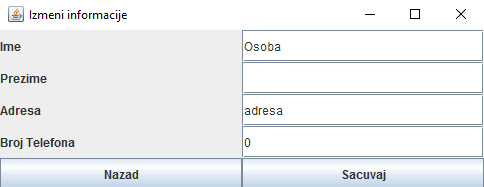 Izmeni informacije
Ime Osoba
Prezime
Adresa adresa
Broj Telefona 0
Nazad Sacuvaj